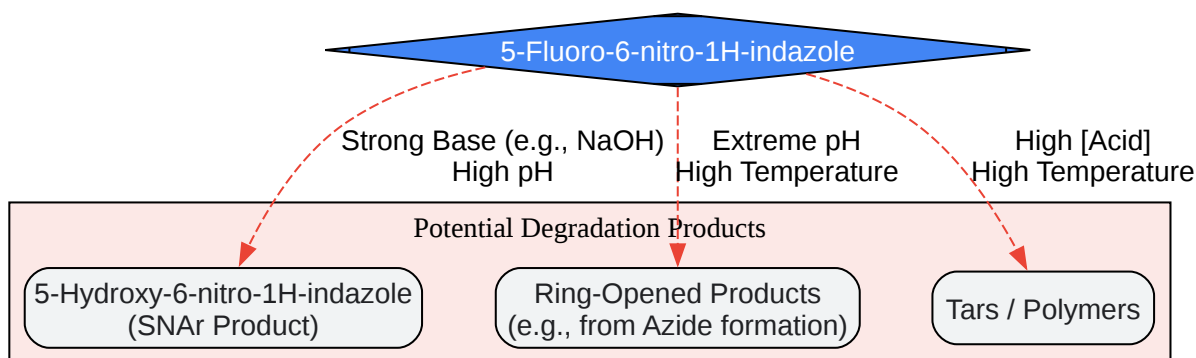 5-Fluoro-6-nitro-1H-indazole
Strong Base (e.g., NaOH)
High pH
Extreme pH
High Temperature
High [Acid]
High Temperature
Potential Degradation Products
5-Hydroxy-6-nitro-1H-indazole
(SNAr Product)
Ring-Opened Products
(e.g., from Azide formation)
Tars / Polymers